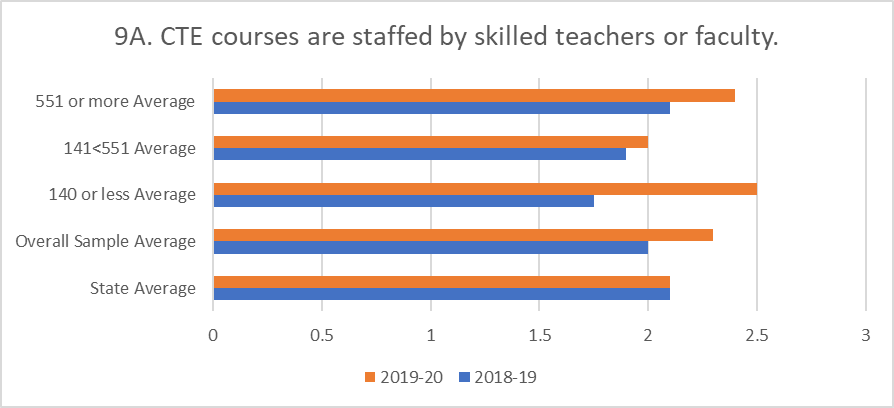 9A. CTE courses are staffed by skilled teachers or faculty.
551 or more Average
141<551 Average
140 or less Average
Overall Sample Average
State Average
0 0.5 1 1.5 2 2.5 3
2019-20 2018-19